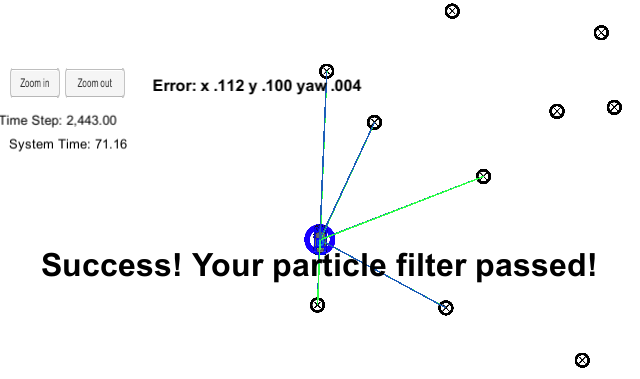 Zoom in Zoom out
Error: x .112 y .100 yaw .004
Time Step: 2,443.00
System Time: 71.16
Success! Your particle filter passed!